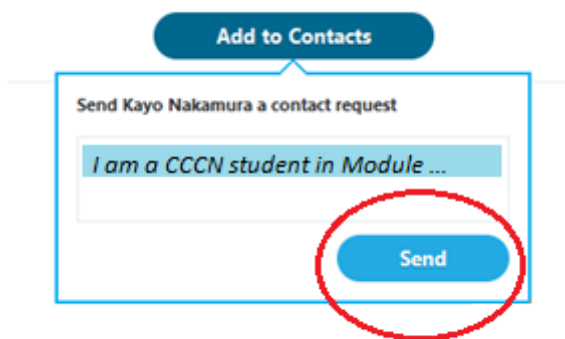 Add to Contacts
Send Kayo Nakamura a contact request
I am a CCCN student in Module ...
Send